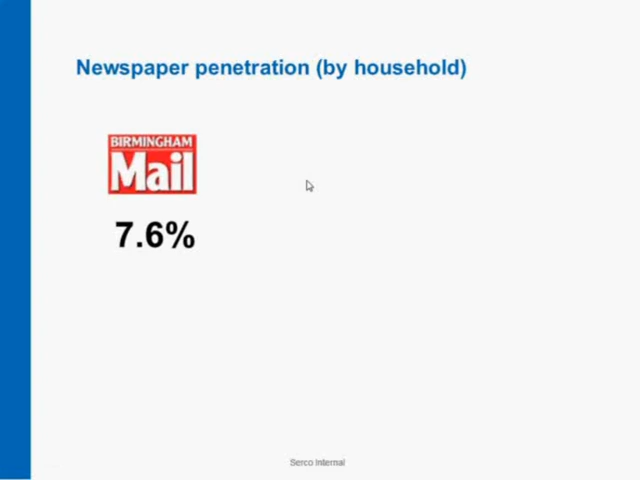 Newspaper penetration (by household)
BIRMINGHAM
Mail
7.6%
Serco Internal